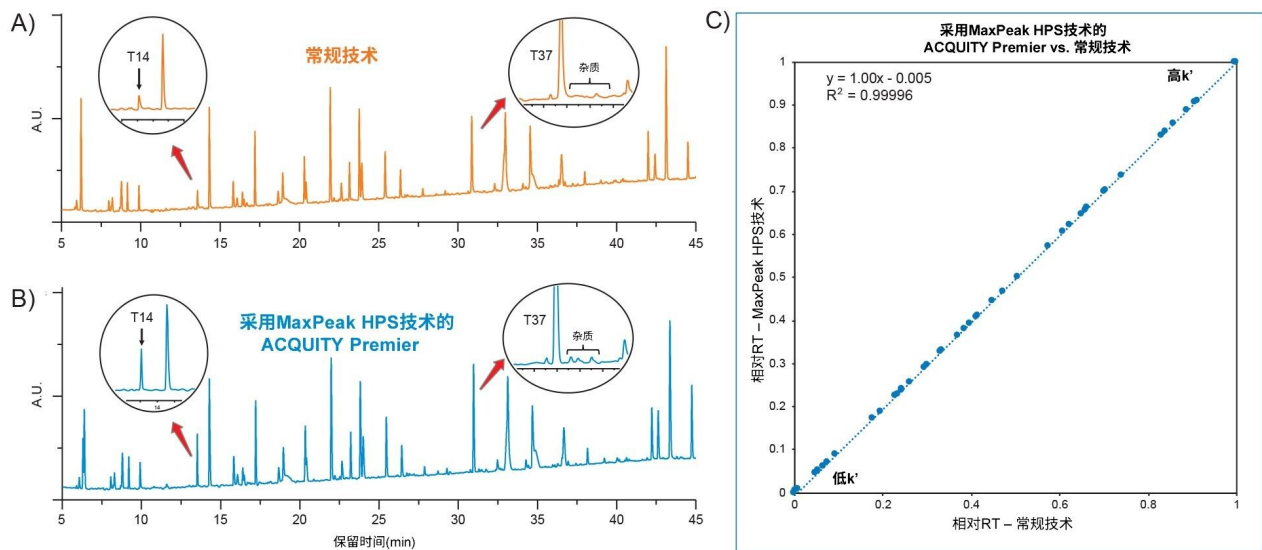 A)
常规技术
T14
T37
杂质
A.U.
5 10 15 20 25 30 35 40 45
B)
采用MaxPeak HPS技术的
ACQUITY Premier
T14
14
T37
杂质
A.U.
5 10 15 20 25 30 35 40 45
保留时间(min)
C)
采用MaxPeak HPS技术的
ACQUITY Premier vs. 常规技术
y = 1.00x - 0.005
R² = 0.99996
高k’
低k’
相对RT – MaxPeak HPS技术
1
0.9
0.8
0.7
0.6
0.5
0.4
0.3
0.2
0.1
0
0 0.2 0.4 0.6 0.8 1
相对RT – 常规技术